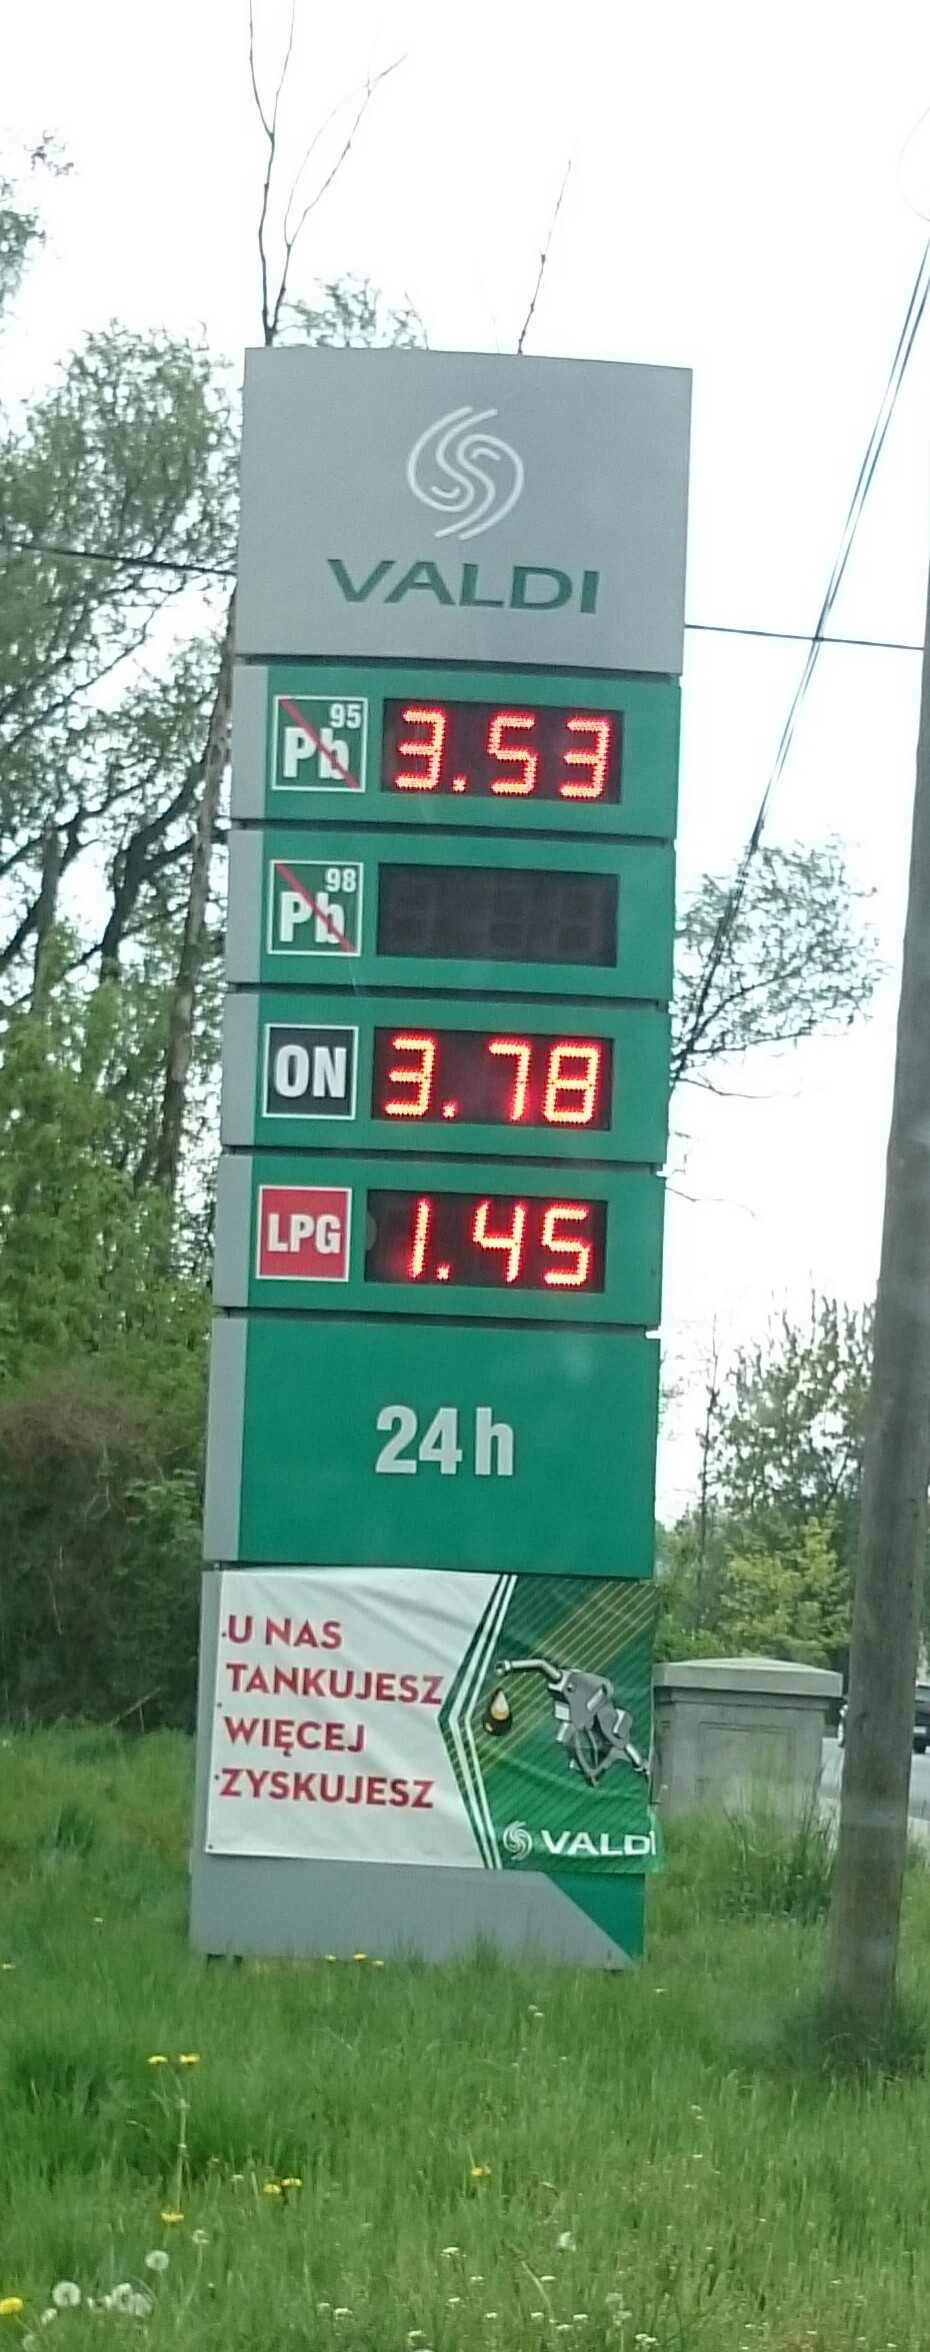 VALDI
Pb 95 3.53
Pb 98
ON 3.78
LPG 1.45
24h
U NAS
TANKUJESZ
WIĘCEJ
ZYSKUJESZ
VALDI